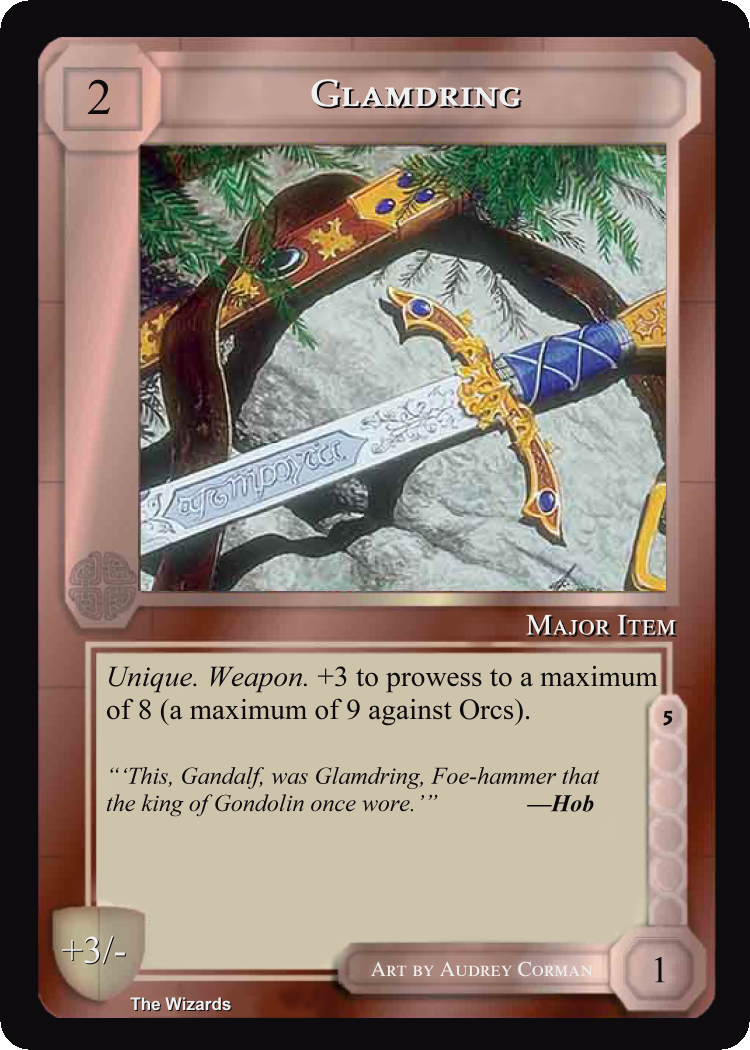 2
GLAMDRING
MAJOR ITEM
Unique. Weapon. +3 to prowess to a maximum
of 8 (a maximum of 9 against Orcs).
5
“‘This, Gandalf, was Glamdring, Foe-hammer that
the king of Gondolin once wore.’” —Hob
+3/-
ART BY AUDREY CORMAN
1
The Wizards